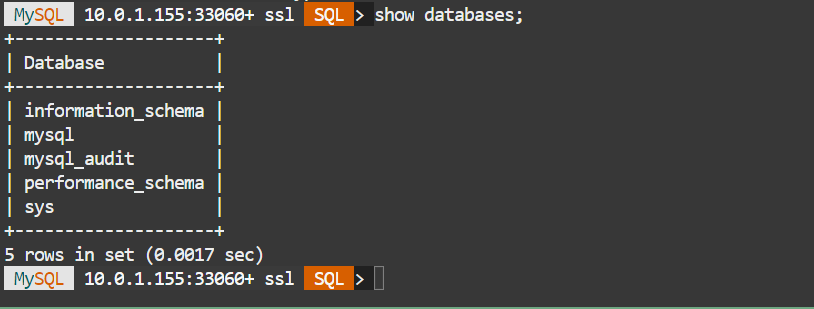 MySQL 10.0.1.155:33060+ ssl SQL > show databases;
+--------------------+
| Database           |
+--------------------+
| information_schema |
| mysql              |
| mysql_audit        |
| performance_schema |
| sys                |
+--------------------+
5 rows in set (0.0017 sec)
MySQL 10.0.1.155:33060+ ssl SQL >